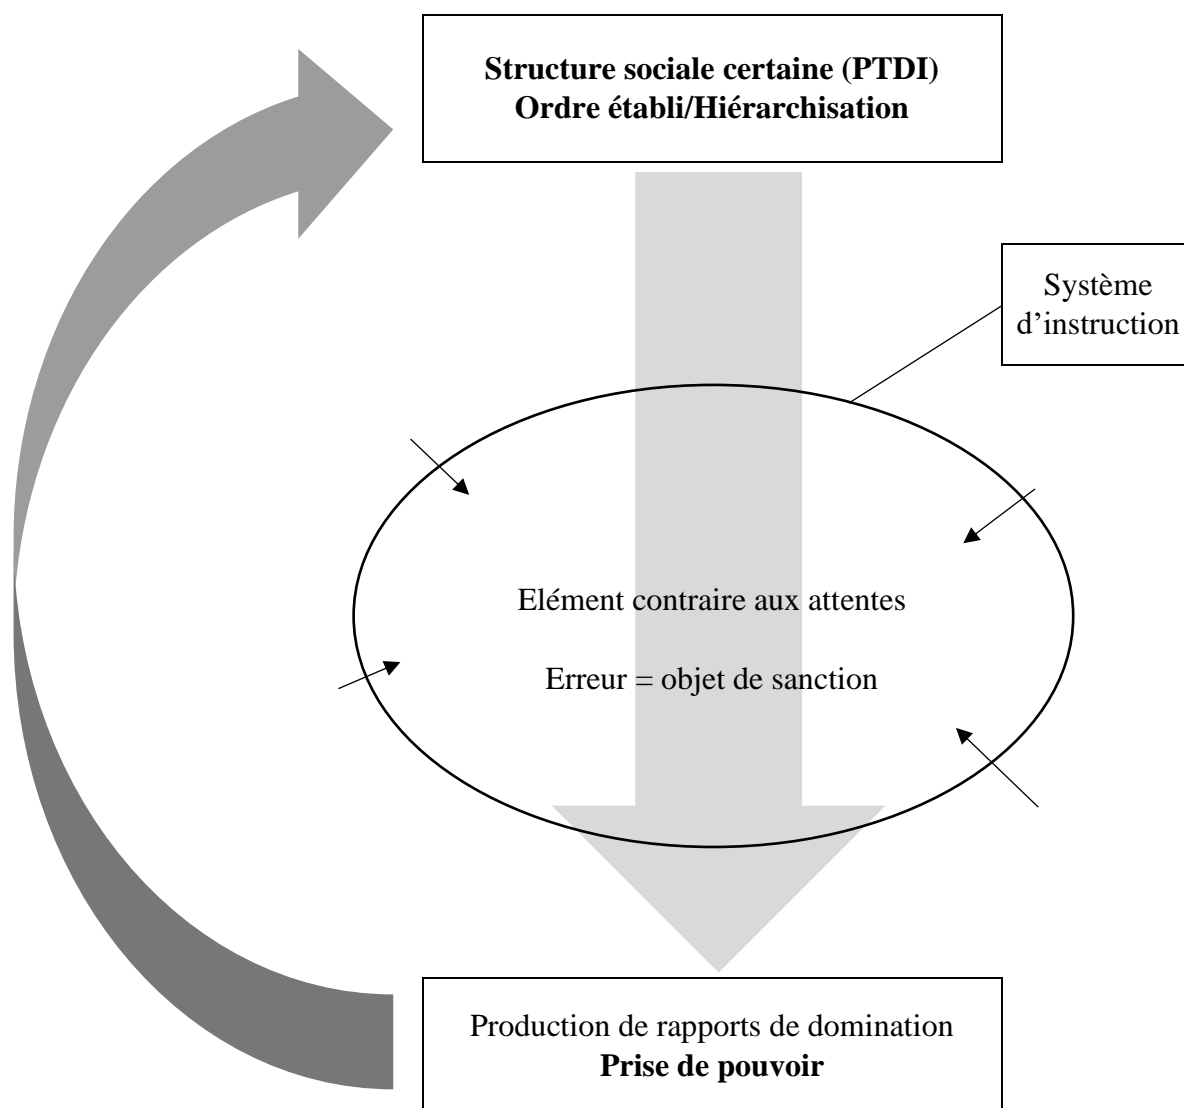 Structure sociale certaine (PTDI)
Ordre établi/Hiérarchisation
Système
d’instruction
Elément contraire aux attentes
Erreur = objet de sanction
Production de rapports de domination
Prise de pouvoir